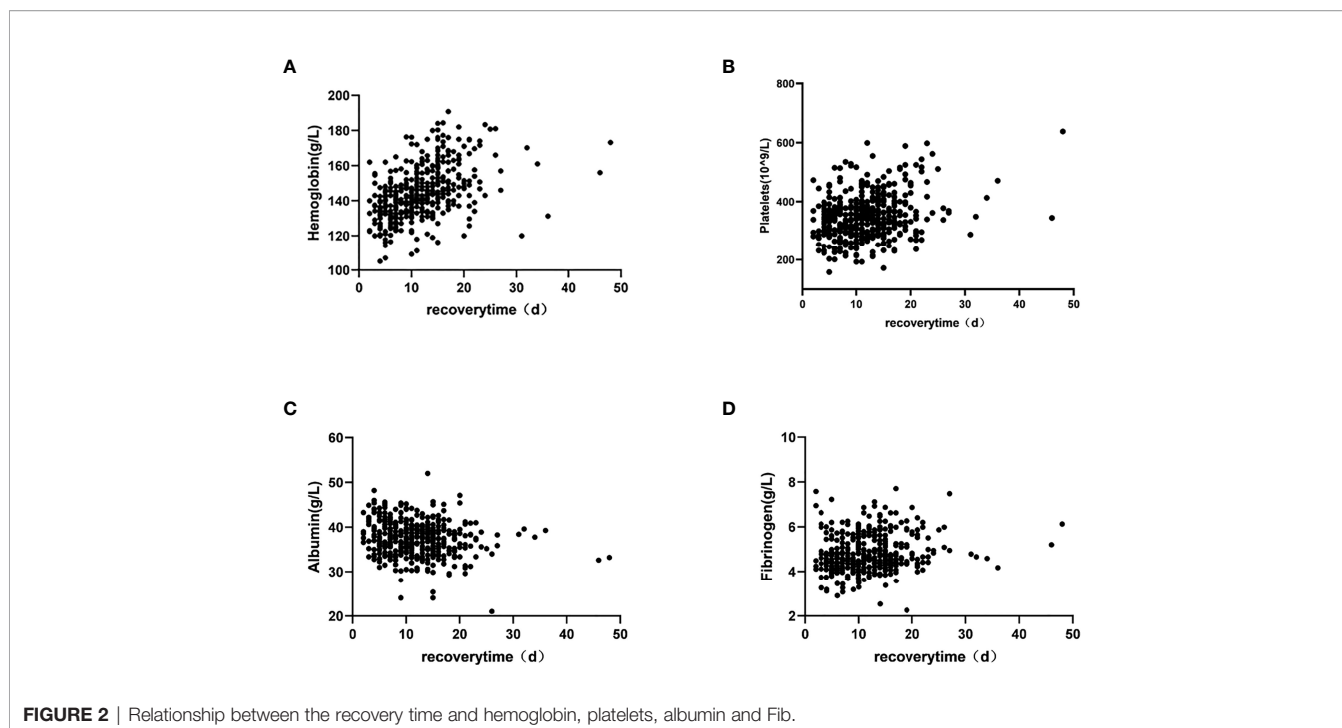 A
Hemoglobin(g/L)
200
180
160
140
120
100
0 10 20 30 40 50
recoverytime（d）
B
Platelets(10^9/L)
800
600
400
200
0 10 20 30 40 50
recoverytime（d）
C
Albumin(g/L)
60
50
40
30
20
0 10 20 30 40 50
recoverytime（d）
D
Fibrinogen(g/L)
10
8
6
4
2
0 10 20 30 40 50
recoverytime（d）
FIGURE 2 | Relationship between the recovery time and hemoglobin, platelets, albumin and Fib.